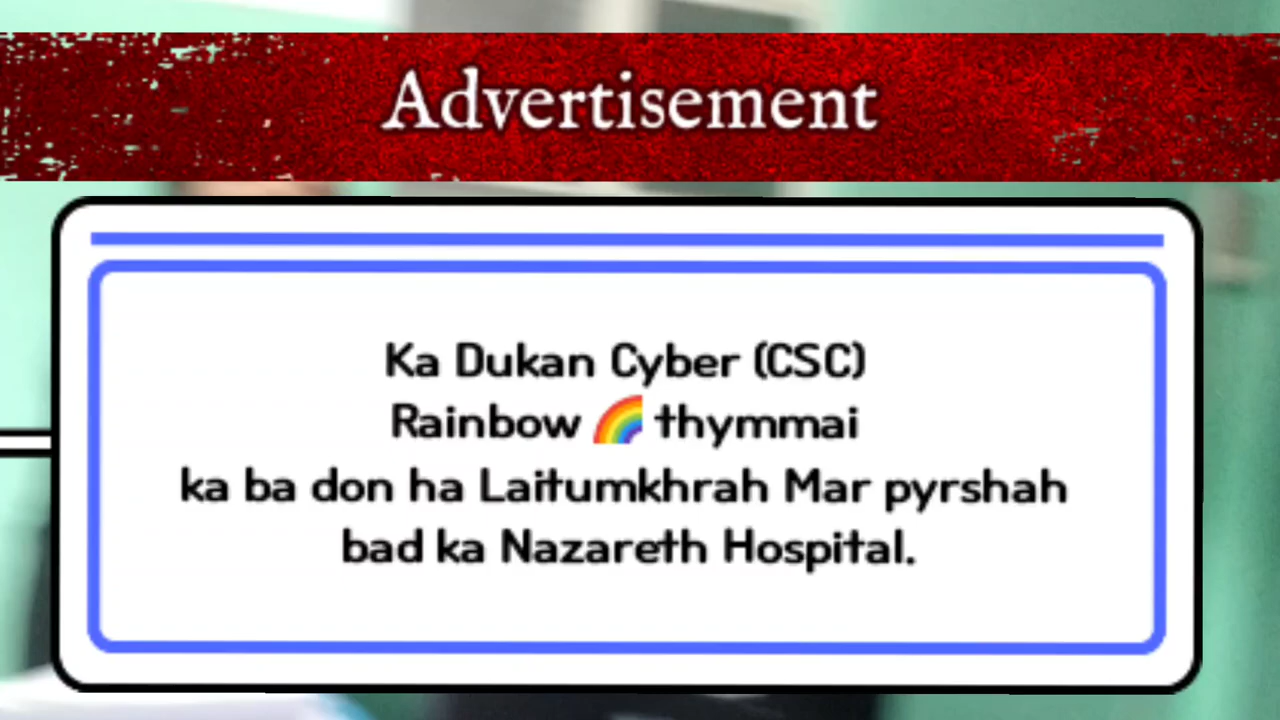 Advertisement
Ka Dukan Cyber (CSC)
Rainbow 🌈 thymmai
ka ba don ha Laitumkhrah Mar pyrshah
bad ka Nazareth Hospital.